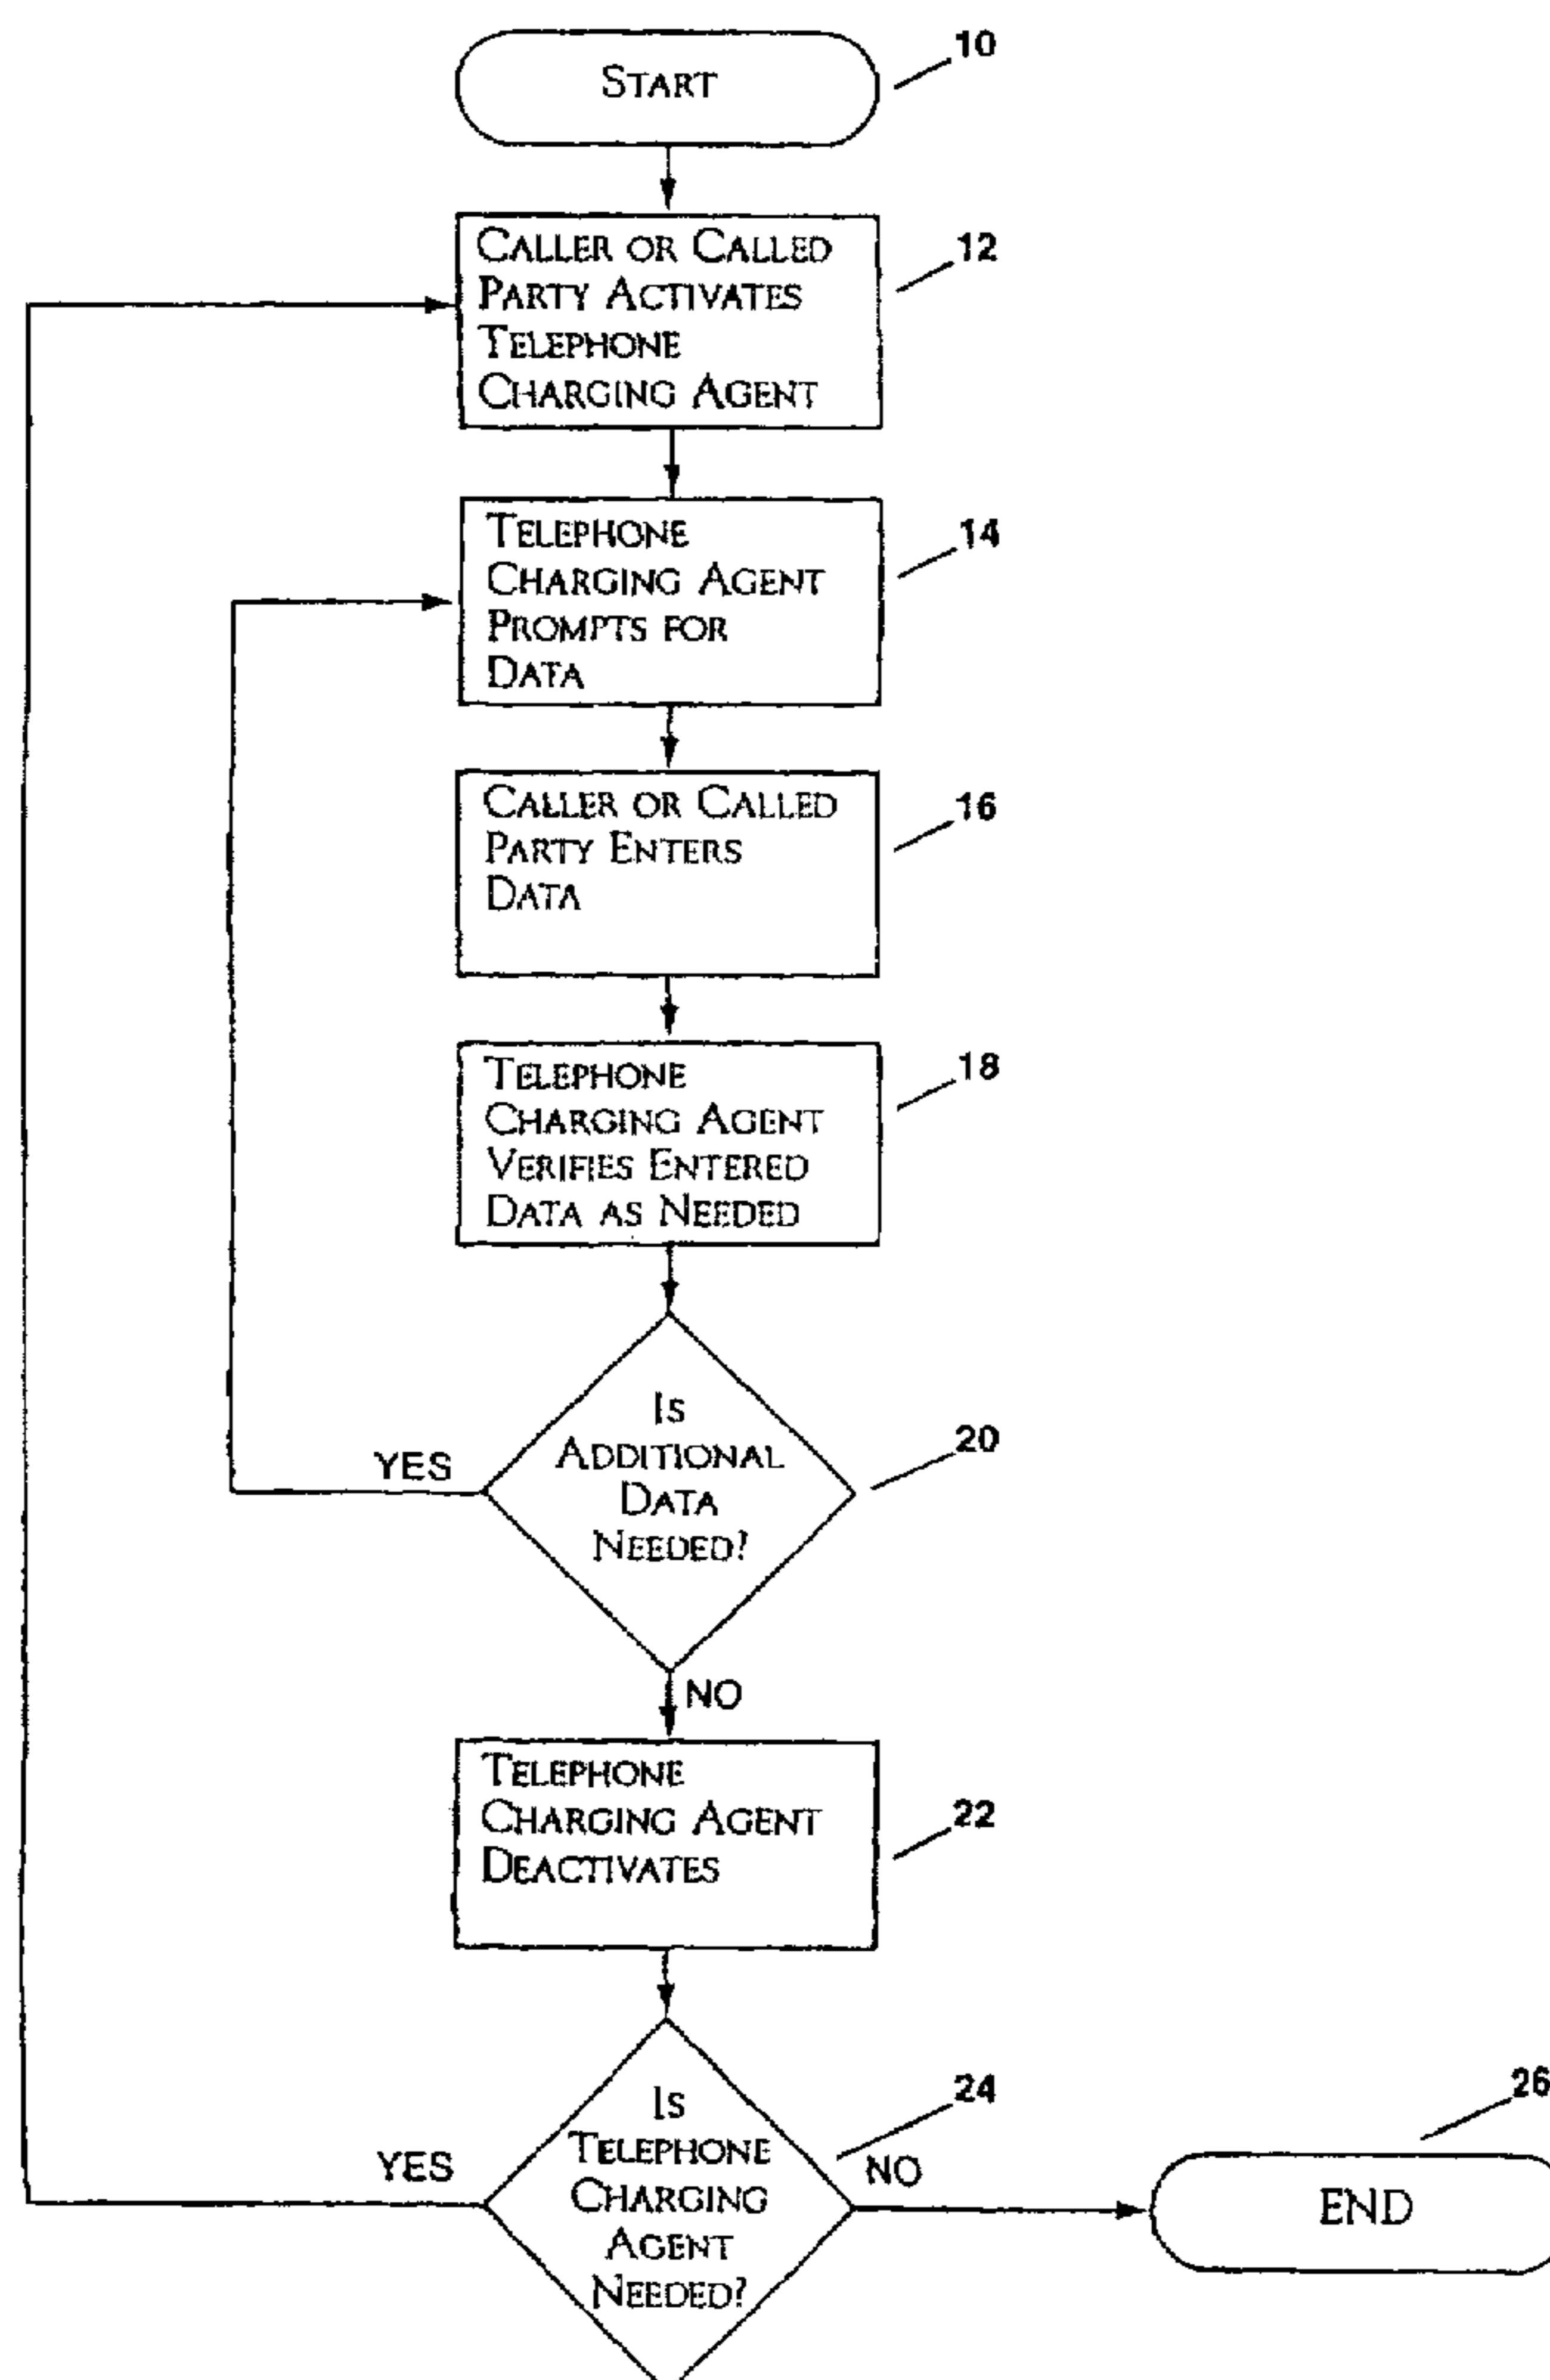 START
10
CALLER OR CALLED
PARTY ACTIVATES
TELEPHONE
CHARGING AGENT
12
TELEPHONE
CHARGING AGENT
PROMPTS FOR
DATA
14
CALLER OR CALLED
PARTY ENTERS
DATA
16
TELEPHONE
CHARGING AGENT
VERIFIES ENTERED
DATA AS NEEDED
18
IS
ADDITIONAL
DATA
NEEDED?
20
YES
NO
TELEPHONE
CHARGING AGENT
DEACTIVATES
22
IS
TELEPHONE
CHARGING
AGENT
NEEDED?
24
YES
NO
END
26